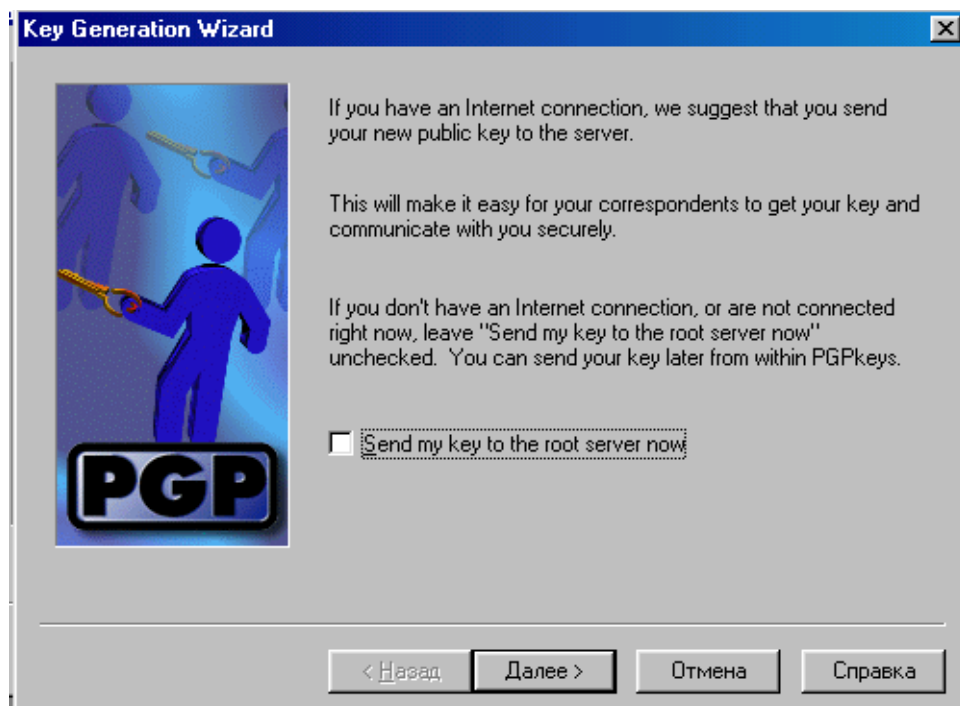 Key Generation Wizard
If you have an Internet connection, we suggest that you send
your new public key to the server.
This will make it easy for your correspondents to get your key and
communicate with you securely.
If you don't have an Internet connection, or are not connected
right now, leave "Send my key to the root server now"
unchecked. You can send your key later from within PGPkeys.
Send my key to the root server now
PGP
< Назад Далее > Отмена Справка